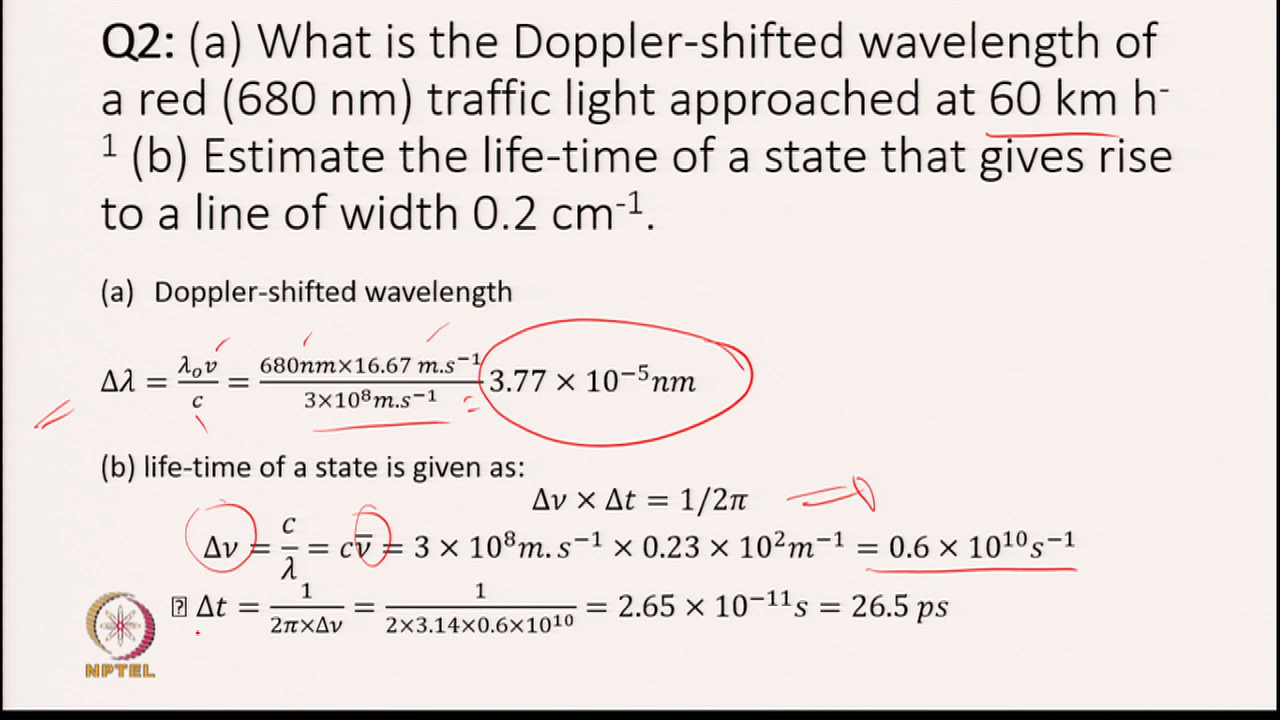 Q2: (a) What is the Doppler-shifted wavelength of
a red (680 nm) traffic light approached at 60 km h-
1 (b) Estimate the life-time of a state that gives rise
to a line of width 0.2 cm-1.
(a) Doppler-shifted wavelength
Δλ = λₒv/c = 680nm×16.67 m.s⁻¹/3×10⁸m.s⁻¹ = 3.77 × 10⁻⁵nm
(b) life-time of a state is given as:
Δν × Δt = 1/2π
Δν = c/λ = cν̅ = 3 × 10⁸m.s⁻¹ × 0.23 × 10²m⁻¹ = 0.6 × 10¹⁰s⁻¹
Δt = 1/2π×Δν = 1/2×3.14×0.6×10¹⁰ = 2.65 × 10⁻¹¹s = 26.5 ps
NPTEL